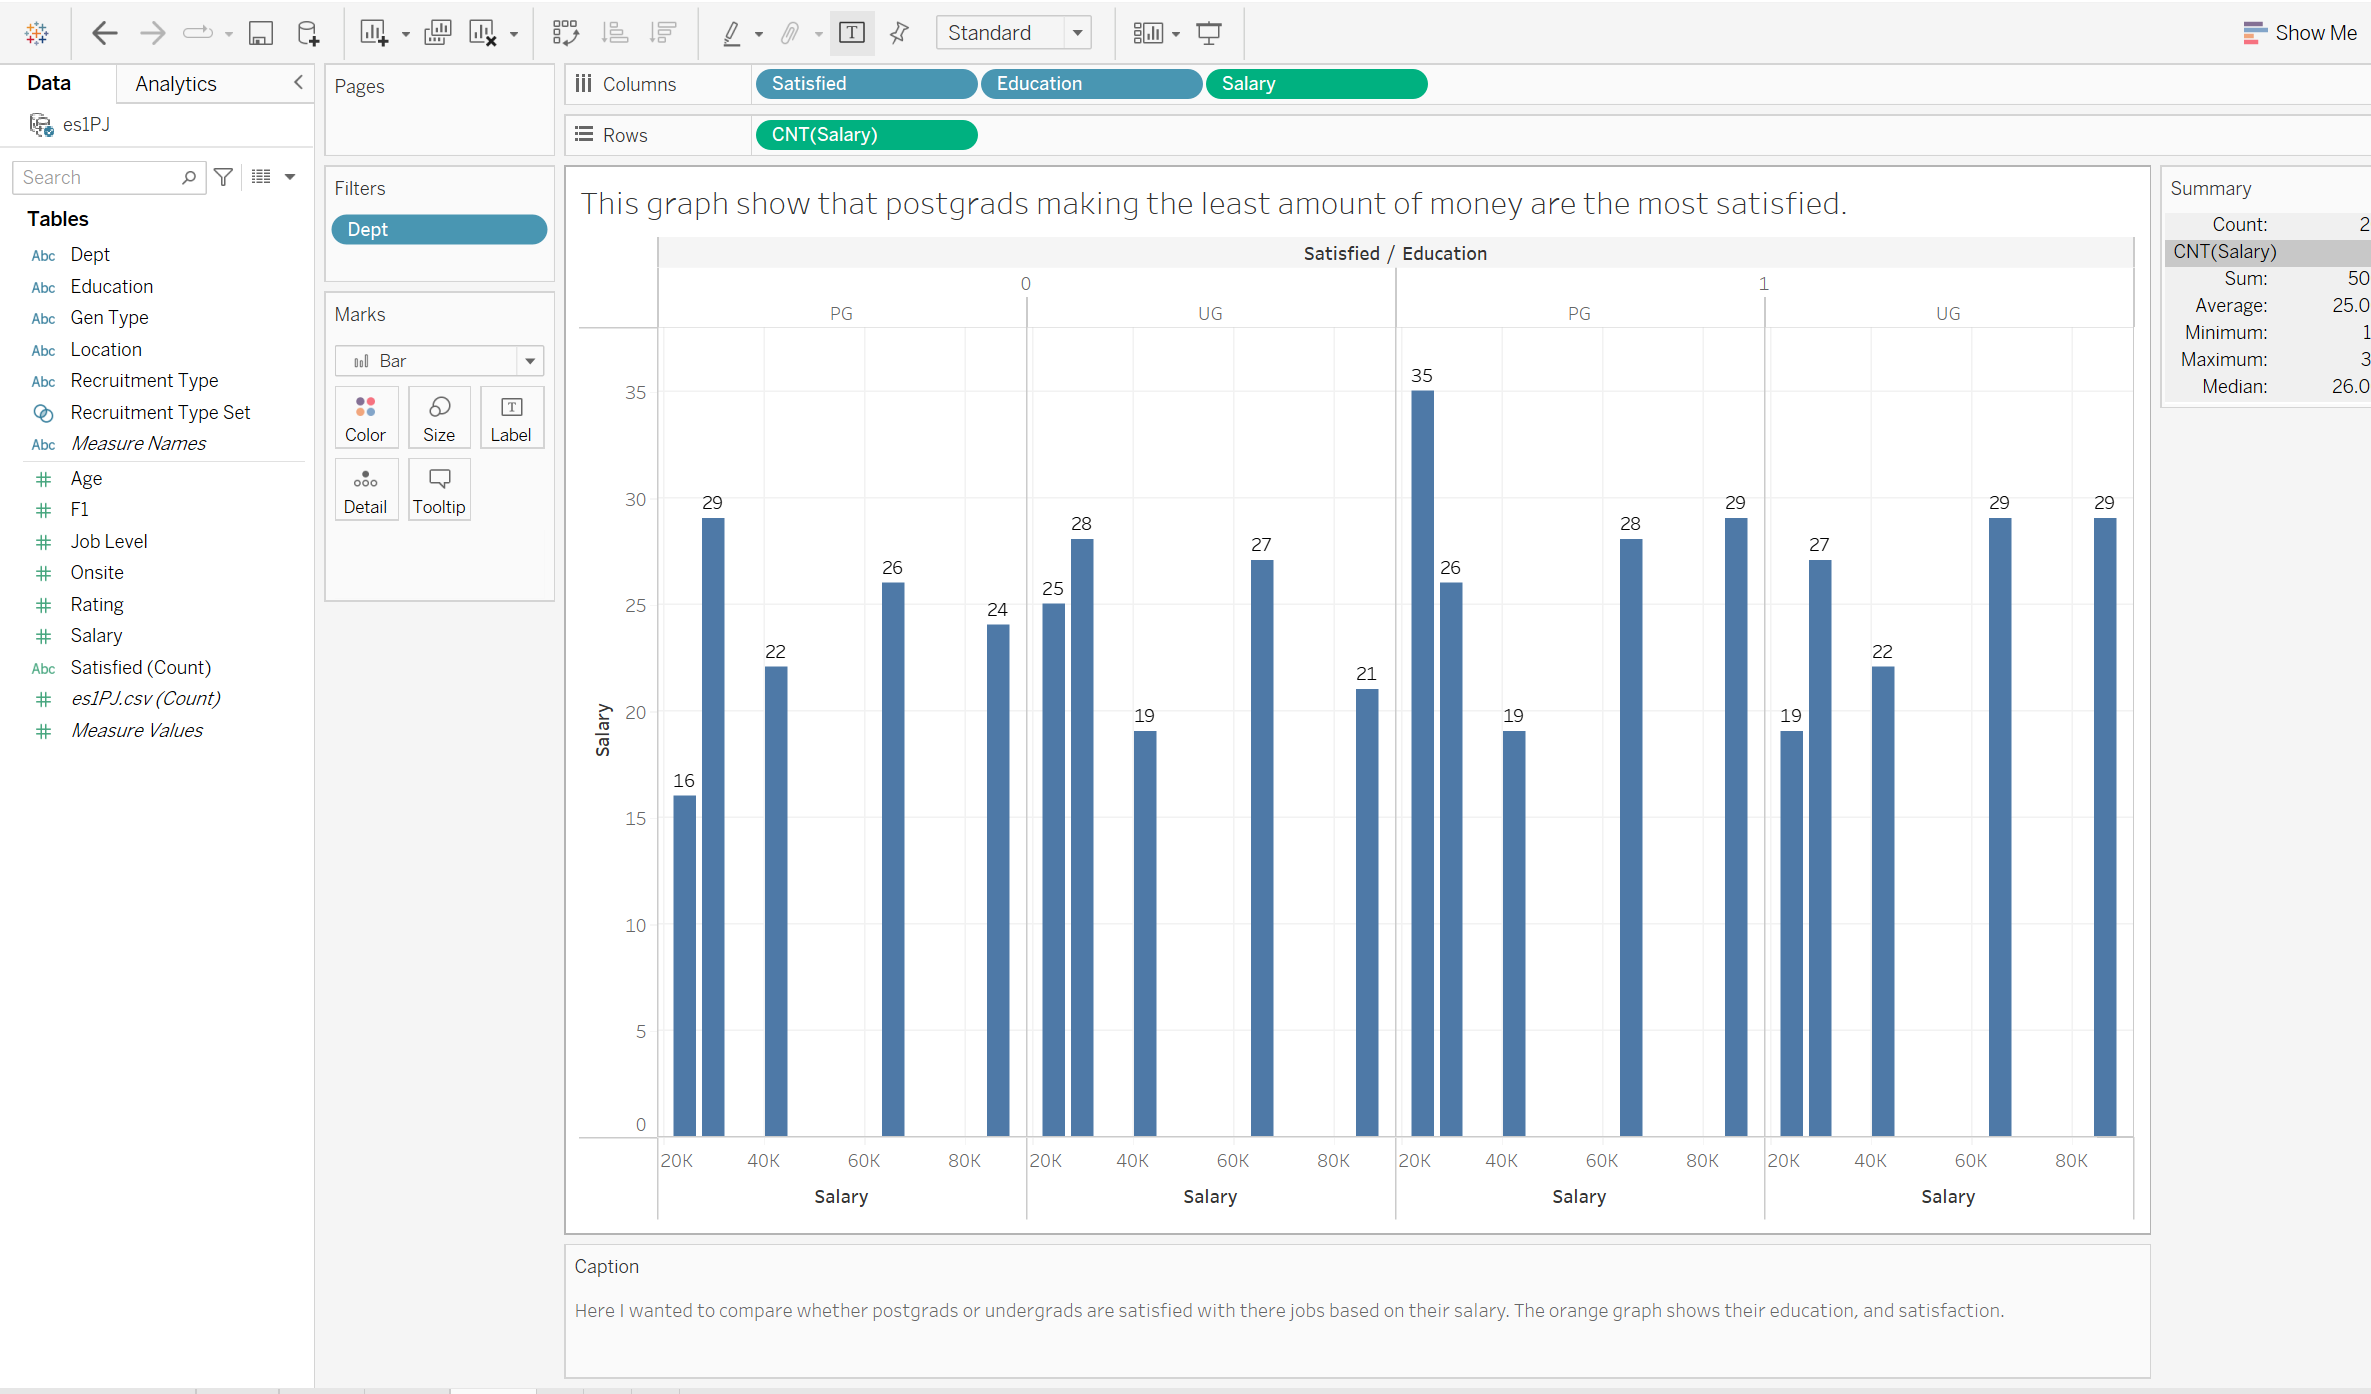 Standard
Show Me
Data
Analytics
es1PJ
Search
Tables
Abc Dept
Abc Education
Abc Gen Type
Abc Location
Abc Recruitment Type
Recruitment Type Set
Abc Measure Names
Age
F1
Job Level
Onsite
Rating
Salary
Abc Satisfied (Count)
es1PJ.csv (Count)
Measure Values
Pages
Filters
Dept
Marks
Bar
Color Size T Label
Detail Tooltip
Columns Satisfied Education Salary
Rows CNT(Salary)
This graph show that postgrads making the least amount of money are the most satisfied.
Satisfied / Education
0 1
PG UG PG UG
35
30
25
20
15
10
5
0
Salary
16 29 22 26 24
25 28 19 27 21
35 26 19 28 29
19 27 22 29 29
20K 40K 60K 80K 20K 40K 60K 80K 20K 40K 60K 80K 20K 40K 60K 80K
Salary Salary Salary Salary
Caption
Here I wanted to compare whether postgrads or undergrads are satisfied with there jobs based on their salary. The orange graph shows their education, and satisfaction.
Summary
Count: 2
CNT(Salary)
Sum: 50
Average: 25.0
Minimum: 1
Maximum: 3
Median: 26.0